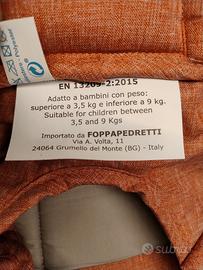 EN 13209-2:2015
Adatto a bambini con peso:
superiore a 3,5 kg e inferiore a 9 kg.
Suitable for children between
3,5 and 9 Kgs
Importato da FOPPAPEDRETTI
Via A. Volta, 11
24064 Grumello del Monte (BG) - Italy
subito